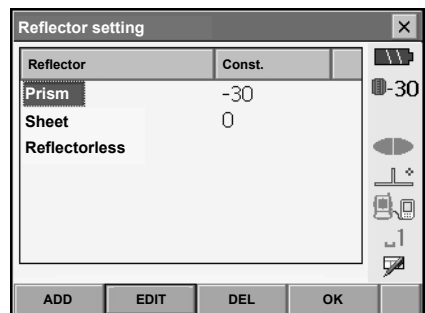 Reflector setting
Reflector Const.
Prism -30
Sheet 0
Reflectorless
-30
1
ADD EDIT DEL OK